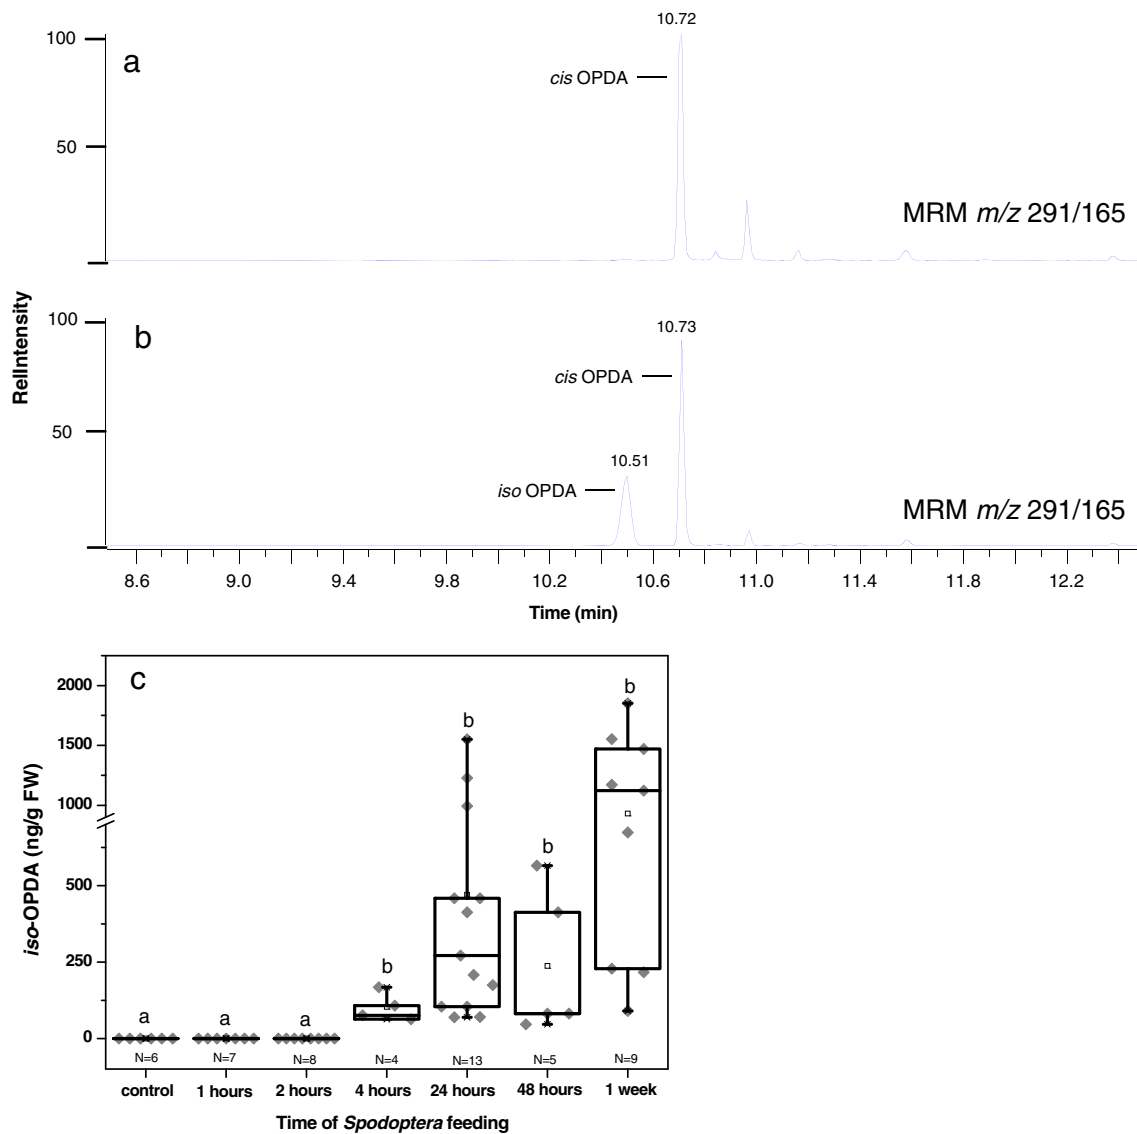 10.72
100
a
cis OPDA
50
MRM m/z 291/165
RelIntensity
100
b
10.73
cis OPDA
50
10.51
iso OPDA
MRM m/z 291/165
8.6 9.0 9.4 9.8 10.2 10.6 11.0 11.4 11.8 12.2
Time (min)
c
2000
1500
1000
500
250
0
iso-OPDA (ng/g FW)
a a a b b b b
N=6 N=7 N=8 N=4 N=13 N=5 N=9
control 1 hours 2 hours 4 hours 24 hours 48 hours 1 week
Time of Spodoptera feeding